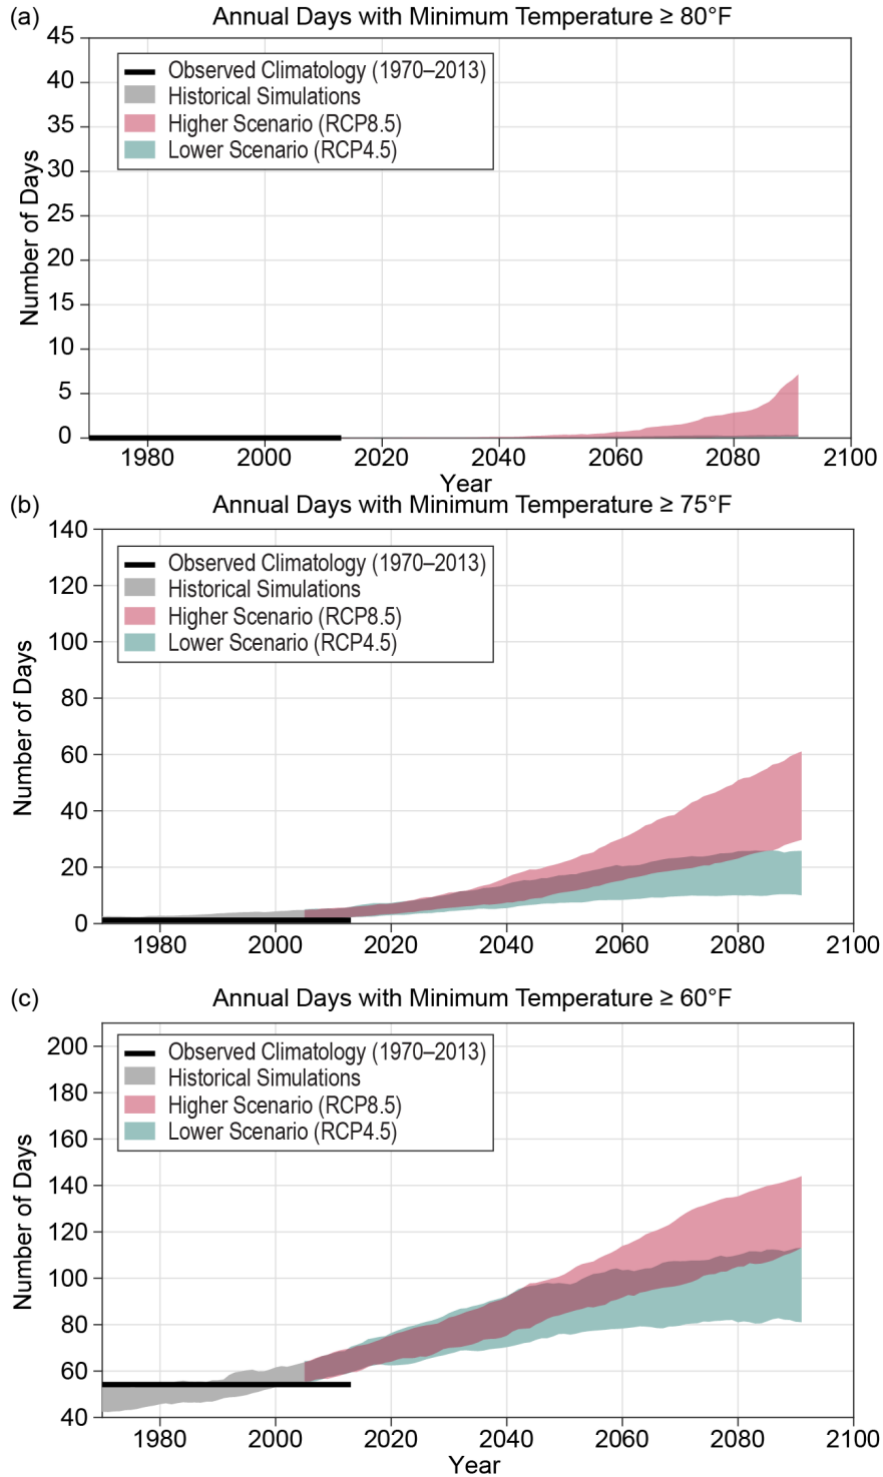 (a) Annual Days with Minimum Temperature ≥ 80°F
45
40
35
30
25
20
15
10
5
0
Number of Days
Observed Climatology (1970–2013)
Historical Simulations
Higher Scenario (RCP8.5)
Lower Scenario (RCP4.5)
1980 2000 2020 2040 2060 2080 2100
Year
(b) Annual Days with Minimum Temperature ≥ 75°F
140
120
100
80
60
40
20
0
Number of Days
Observed Climatology (1970–2013)
Historical Simulations
Higher Scenario (RCP8.5)
Lower Scenario (RCP4.5)
1980 2000 2020 2040 2060 2080 2100
(c) Annual Days with Minimum Temperature ≥ 60°F
200
180
160
140
120
100
80
60
40
Number of Days
Observed Climatology (1970–2013)
Historical Simulations
Higher Scenario (RCP8.5)
Lower Scenario (RCP4.5)
1980 2000 2020 2040 2060 2080 2100
Year